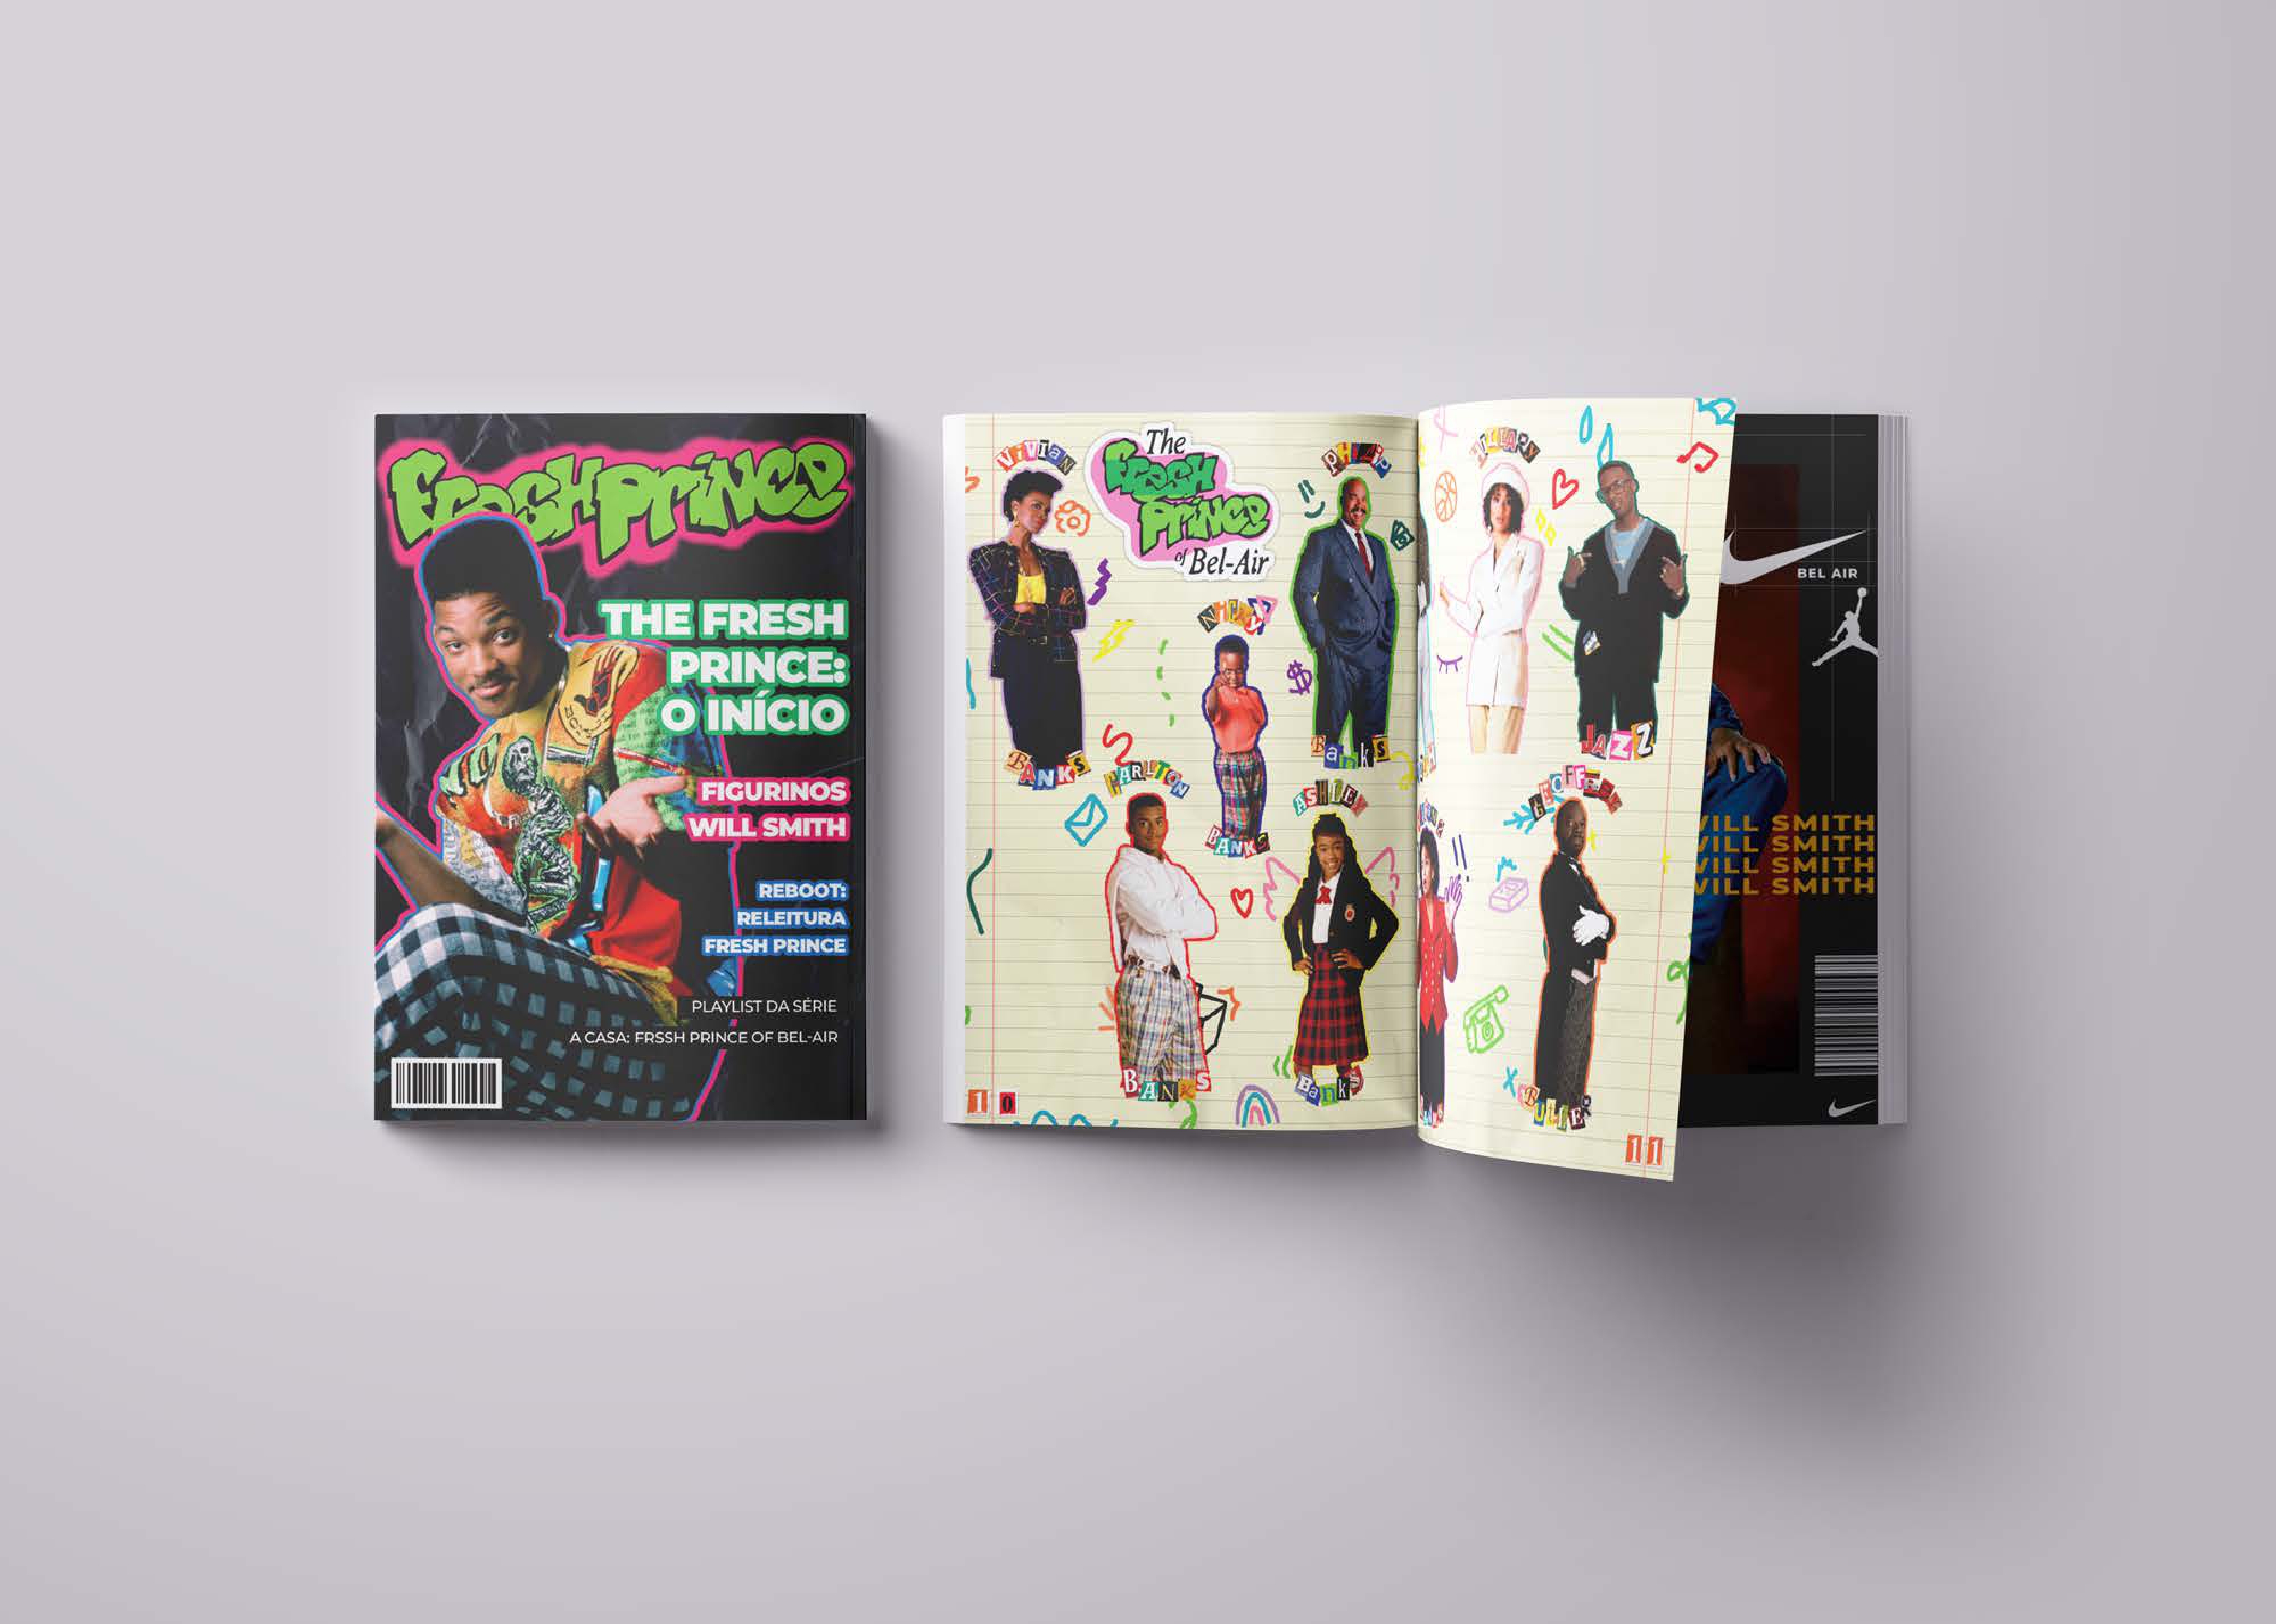 Fresh Prince
THE FRESH
PRINCE:
O INÍCIO
FIGURINOS
WILL SMITH
REBOOT:
RELEITURA
FRESH PRINCE
PLAYLIST DA SÉRIE
A CASA: FRSSH PRINCE OF BEL-AIR
ViViaN
BANKS
The
Fresh
Prince
of Bel-Air
PHiLiP
BankS
NiCKY
BANKS
CARLTON
BANKS
ASHLEY
Banks
10
HILARY
JAZZ
GEOFFREY
BUTLER
11
BEL AIR
WILL SMITH
WILL SMITH
WILL SMITH
WILL SMITH